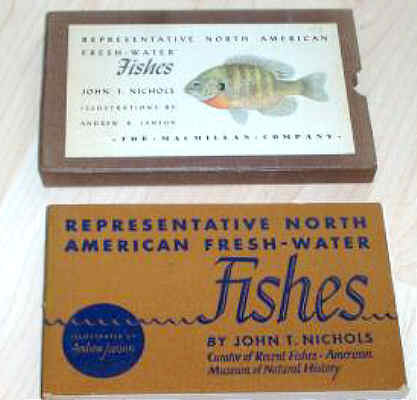 REPRESENTATIVE NORTH AMERICAN
FRESH-WATER
Fishes
JOHN T. NICHOLS
ILLUSTRATIONS BY
ANDREW R. JANSON
THE · MACMILLAN · COMPANY
REPRESENTATIVE NORTH
AMERICAN FRESH-WATER
Fishes
ILLUSTRATED BY
Andrew Janson
BY JOHN T. NICHOLS
Curator of Recent Fishes - American
Museum of Natural History